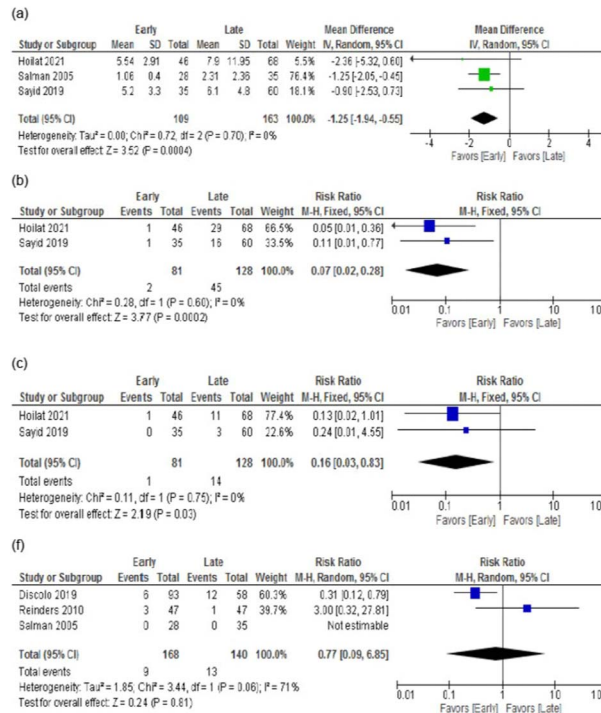 (a)
Early Late Mean Difference Mean Difference
Study or Subgroup Mean SD Total Mean SD Total Weight IV, Random, 95% CI IV, Random, 95% CI
Hoilat 2021 5.54 2.91 46 7.9 11.95 68 5.5% -2.36 [-5.32, 0.60]
Salman 2005 1.06 0.4 28 2.31 2.36 35 76.4% -1.25 [-2.05, -0.45]
Sayid 2019 5.2 3.3 35 6.1 4.8 60 18.1% -0.90 [-2.53, 0.73]
Total (95% CI) 109 163 100.0% -1.25 [-1.94, -0.55]
Heterogeneity: Tau² = 0.00; Chi² = 0.72, df = 2 (P = 0.70); I² = 0%
Test for overall effect: Z = 3.52 (P = 0.0004)
-4 -2 0 2 4
Favors [Early] Favors [Late]
(b)
Early Late Risk Ratio Risk Ratio
Study or Subgroup Events Total Events Total Weight M-H, Fixed, 95% CI M-H, Fixed, 95% CI
Hoilat 2021 1 46 29 68 66.5% 0.05 [0.01, 0.36]
Sayid 2019 1 35 16 60 33.5% 0.11 [0.01, 0.77]
Total (95% CI) 81 128 100.0% 0.07 [0.02, 0.28]
Total events 2 45
Heterogeneity: Chi² = 0.28, df = 1 (P = 0.60); I² = 0%
Test for overall effect: Z = 3.77 (P = 0.0002)
0.01 0.1 1 10
Favors [Early] Favors [Late]
(c)
Early Late Risk Ratio Risk Ratio
Study or Subgroup Events Total Events Total Weight M-H, Fixed, 95% CI M-H, Fixed, 95% CI
Hoilat 2021 1 46 11 68 77.4% 0.13 [0.02, 1.01]
Sayid 2019 0 35 3 60 22.6% 0.24 [0.01, 4.55]
Total (95% CI) 81 128 100.0% 0.16 [0.03, 0.83]
Total events 1 14
Heterogeneity: Chi² = 0.11, df = 1 (P = 0.75); I² = 0%
Test for overall effect: Z = 2.19 (P = 0.03)
0.01 0.1 1 10
Favors [Early] Favors [Late]
(f)
Early Late Risk Ratio Risk Ratio
Study or Subgroup Events Total Events Total Weight M-H, Random, 95% CI M-H, Random, 95% CI
Discolo 2019 6 93 12 58 60.3% 0.31 [0.12, 0.79]
Reinders 2010 3 47 1 47 39.7% 3.00 [0.32, 27.81]
Salman 2005 0 28 0 35 Not estimable
Total (95% CI) 168 140 100.0% 0.77 [0.09, 6.85]
Total events 9 13
Heterogeneity: Tau² = 1.85; Chi² = 3.44, df = 1 (P = 0.06); I² = 71%
Test for overall effect: Z = 0.24 (P = 0.81)
0.01 0.1 1 10
Favors [Early] Favors [Late]